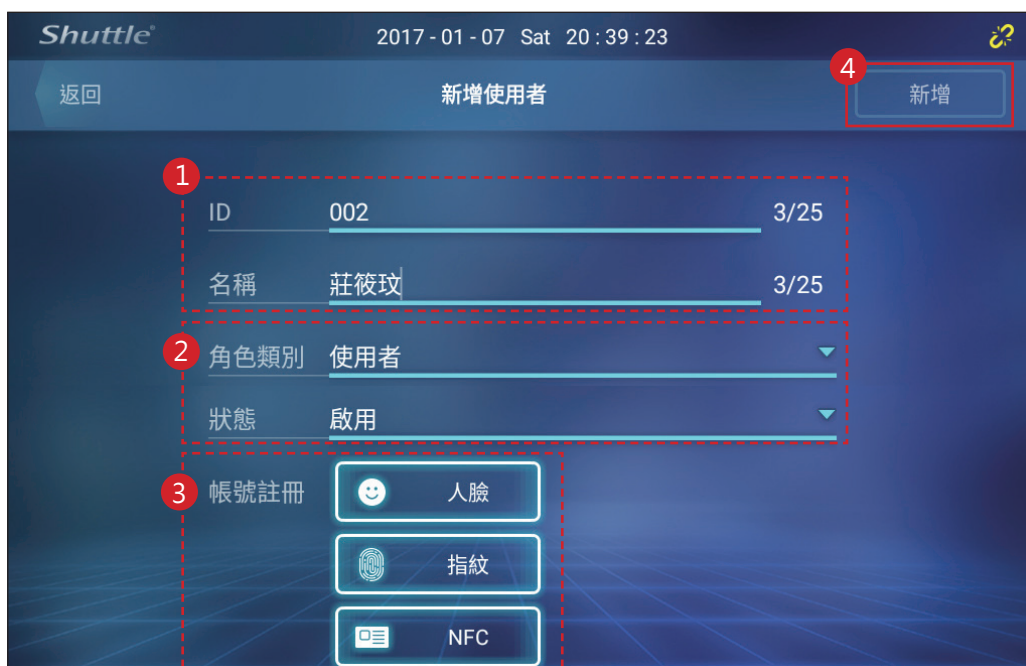 Shuttle 2017-01-07 Sat 20:39:23
返回 新增使用者 4 新增
1
ID 002 3/25
名稱 莊筱玟 3/25
2 角色類別 使用者
狀態 啟用
3 帳號註冊 人臉
指紋
NFC